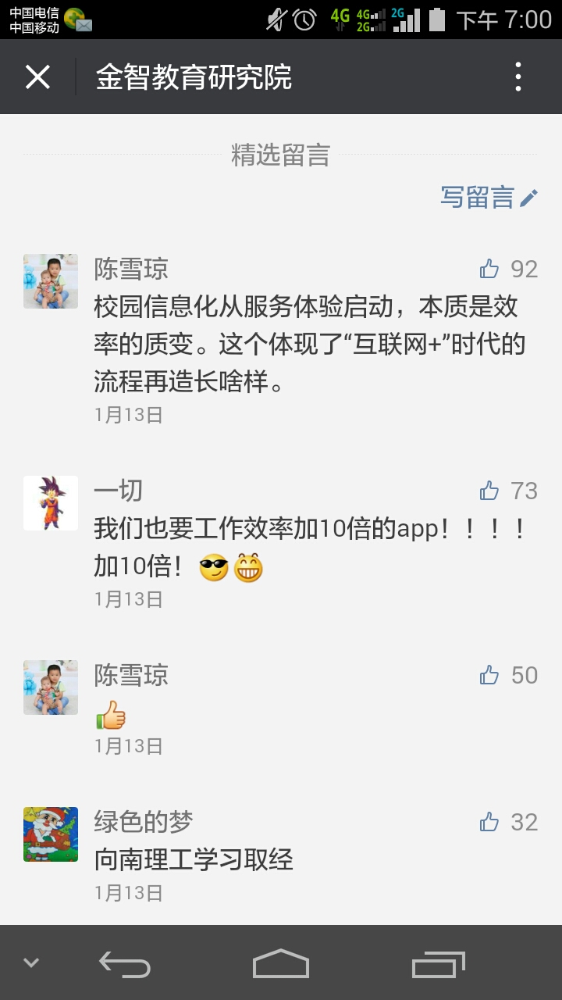 中国电信
中国移动
4G 4G 2G 2G 下午 7:00
金智教育研究院
精选留言
写留言
陈雪琼 92
校园信息化从服务体验启动，本质是效
率的质变。这个体现了“互联网+”时代的
流程再造长啥样。
1月13日
一切 73
我们也要工作效率加10倍的app！！！！
加10倍！
1月13日
陈雪琼 50
1月13日
绿色的梦 32
向南理工学习取经
1月13日